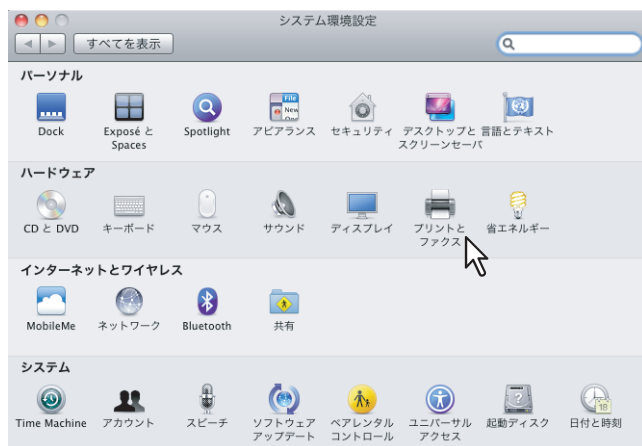 システム環境設定
すべてを表示
パーソナル
Dock
Exposé と
Spaces
Spotlight
アピアランス
セキュリティ
デスクトップと
スクリーンセーバ
言語とテキスト
ハードウェア
CD と DVD
キーボード
マウス
サウンド
ディスプレイ
プリントと
ファクス
省エネルギー
インターネットとワイヤレス
MobileMe
ネットワーク
Bluetooth
共有
システム
Time Machine
アカウント
スピーチ
ソフトウェア
アップデート
ペアレンタル
コントロール
ユニバーサル
アクセス
起動ディスク
18
日付と時刻